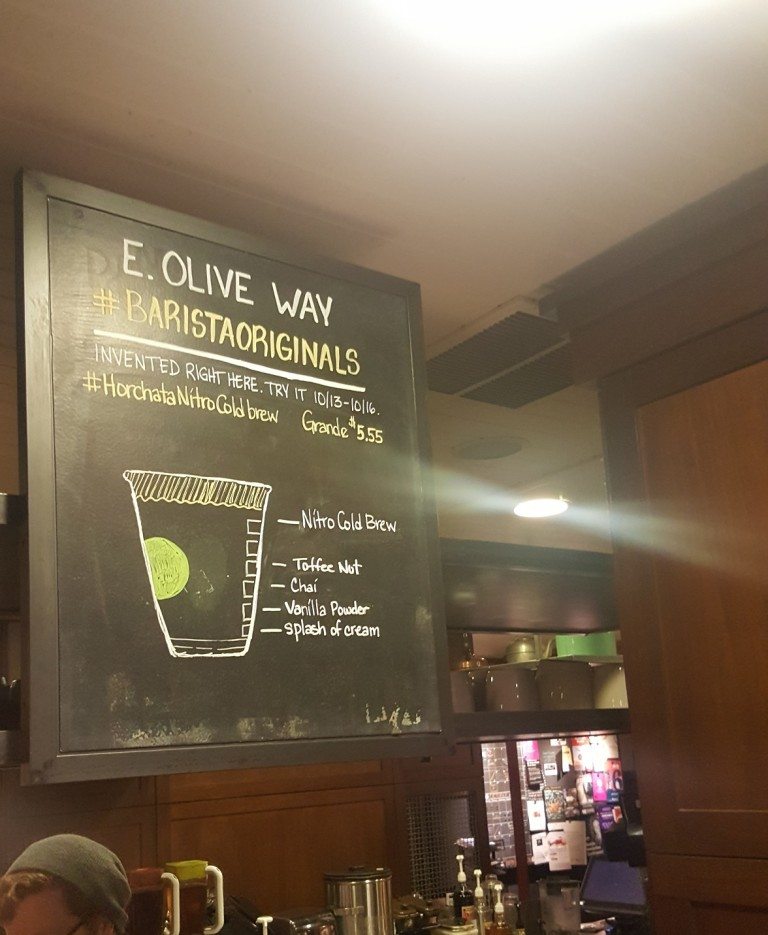 E. OLIVE WAY
#BARISTAORIGINALS
INVENTED RIGHT HERE. TRY IT 10/13-10/16.
#HorchataNitroColdbrew Grande $5.55
Nitro Cold Brew
Toffee Nut
Chai
Vanilla Powder
splash of cream